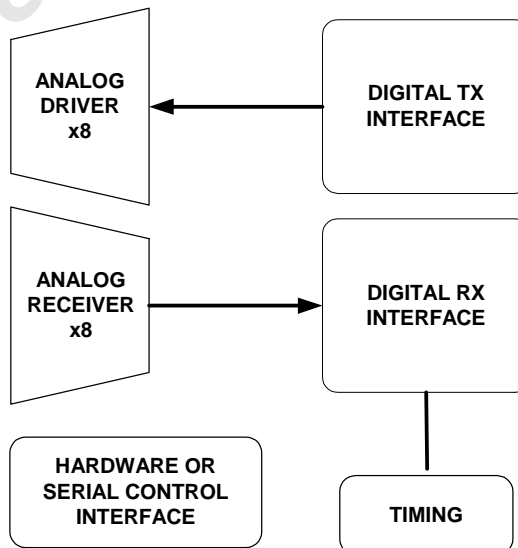 ANALOG
DRIVER
x8
DIGITAL TX
INTERFACE
ANALOG
RECEIVER
x8
DIGITAL RX
INTERFACE
HARDWARE OR
SERIAL CONTROL
INTERFACE
TIMING